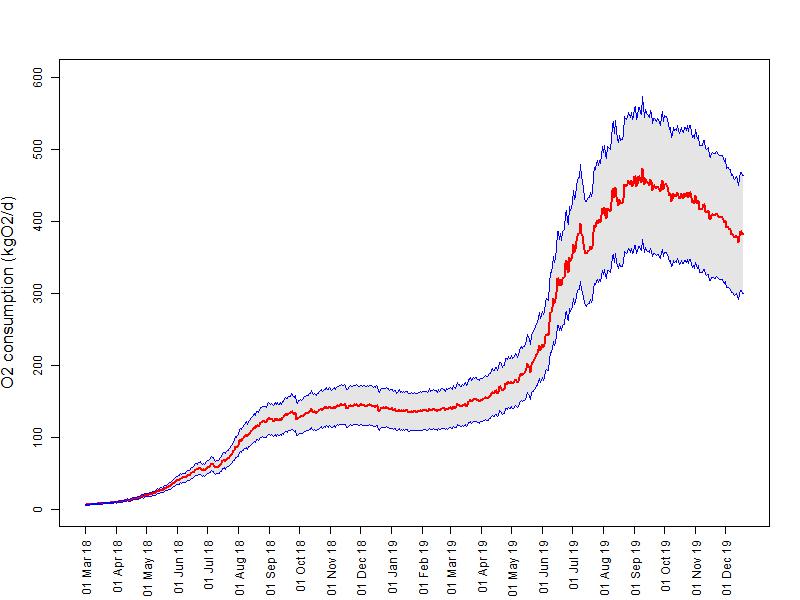 O2 consumption (kgO2/d)
600
500
400
300
200
100
0
01 Mar 18
01 Apr 18
01 May 18
01 Jun 18
01 Jul 18
01 Aug 18
01 Sep 18
01 Oct 18
01 Nov 18
01 Dec 18
01 Jan 19
01 Feb 19
01 Mar 19
01 Apr 19
01 May 19
01 Jun 19
01 Jul 19
01 Aug 19
01 Sep 19
01 Oct 19
01 Nov 19
01 Dec 19